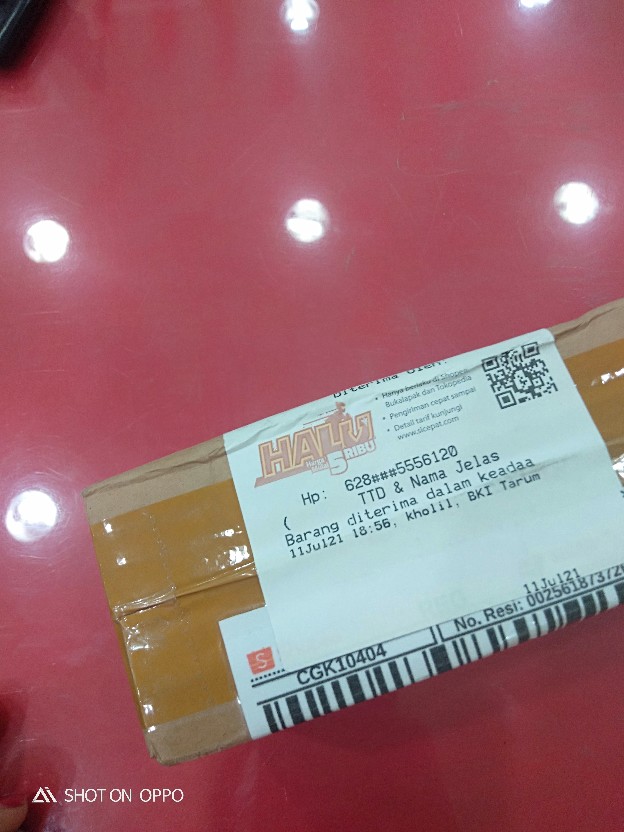 Diterima Oleh:
• Hanya berlaku di Shopee,
Bukalapak dan Tokopedia
• Pengiriman cepat sampai
• Detail tarif kunjungi
www.sicepat.com
HALU
Harga
5 RIBU
Hp: 628###5556120
TTD & Nama Jelas
(
Barang diterima dalam keadaa
11Jul21 18:56, kholil, BKI Tarum
11Jul21
No. Resi: 0025618737
S
CGK10404
SHOT ON OPPO